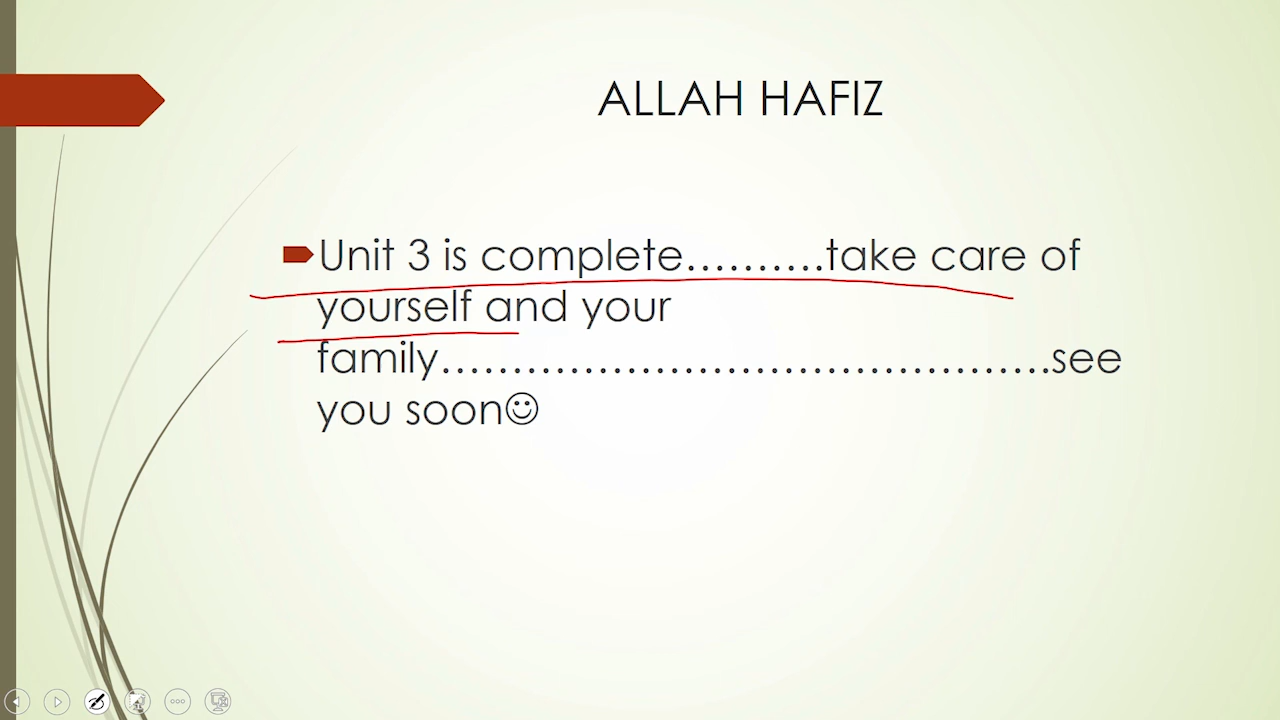 ALLAH HAFIZ
Unit 3 is complete..........take care of
yourself and your
family...........................................see
you soon☺